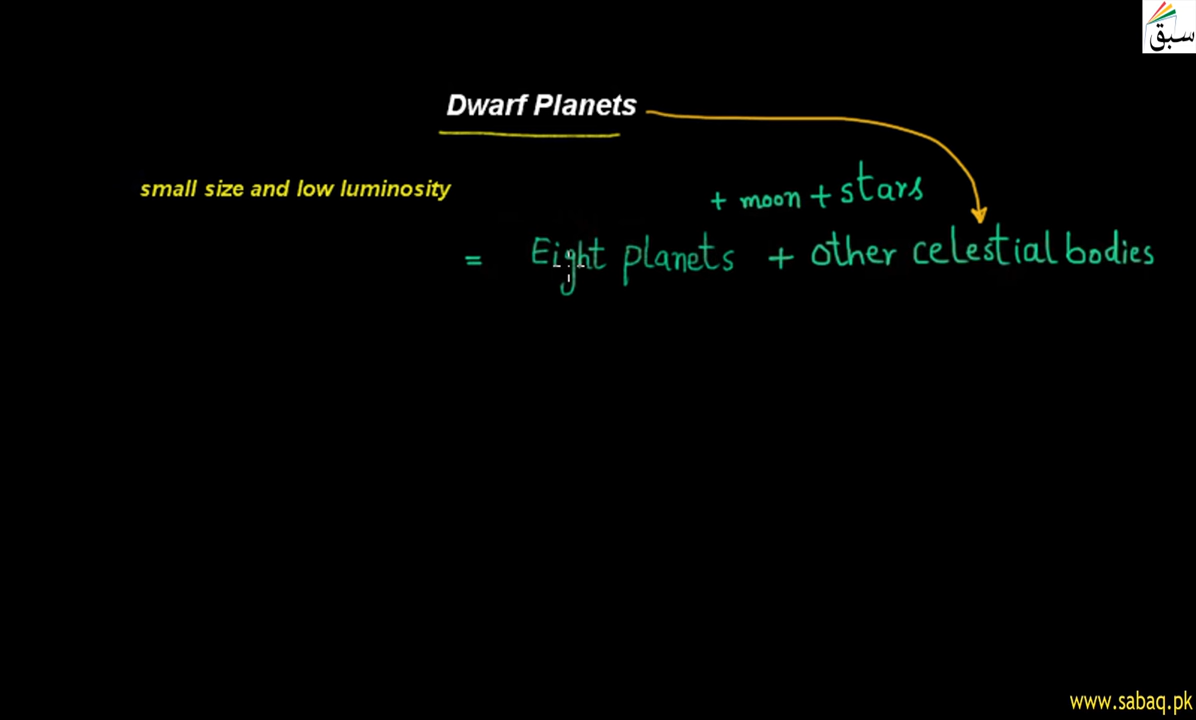 سبق
Dwarf Planets
small size and low luminosity
+ moon + stars
= Eight planets + other celestial bodies
www.sabaq.pk